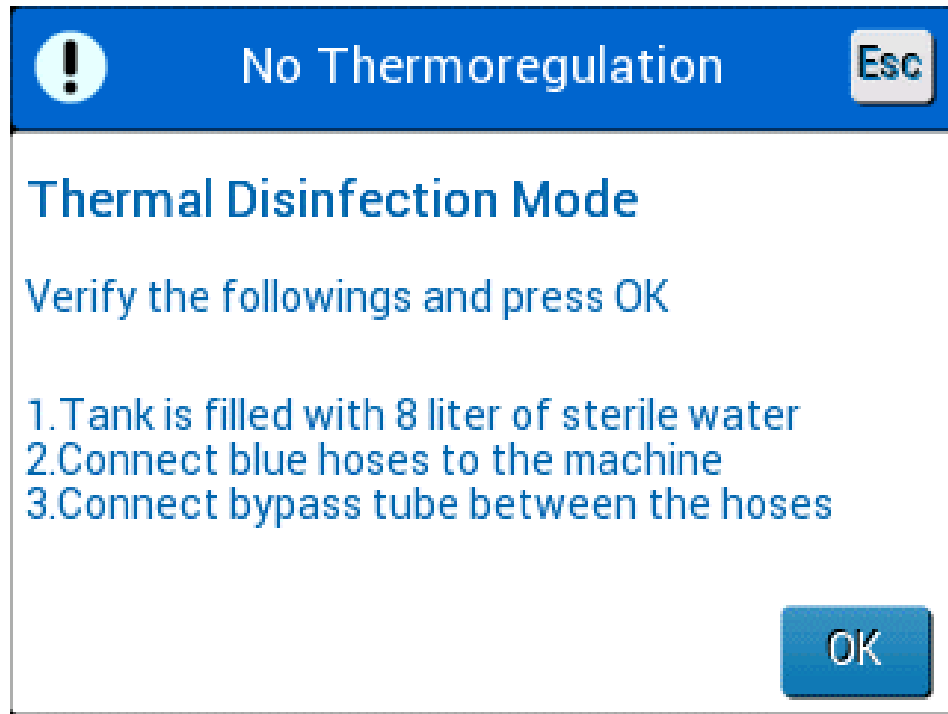 No Thermoregulation
Esc
Thermal Disinfection Mode
Verify the followings and press OK
1.Tank is filled with 8 liter of sterile water
2.Connect blue hoses to the machine
3.Connect bypass tube between the hoses
OK